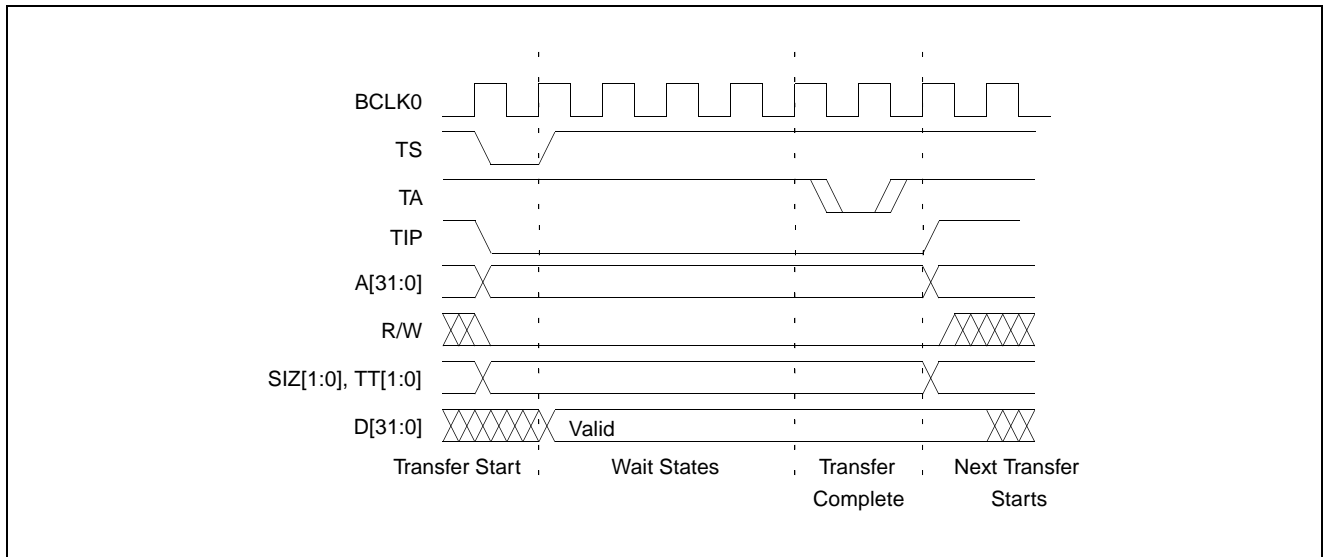 BCLK0
TS
TA
TIP
A[31:0]
R/W
SIZ[1:0], TT[1:0]
D[31:0]
Valid
Transfer Start
Wait States
Transfer
Complete
Next Transfer
Starts